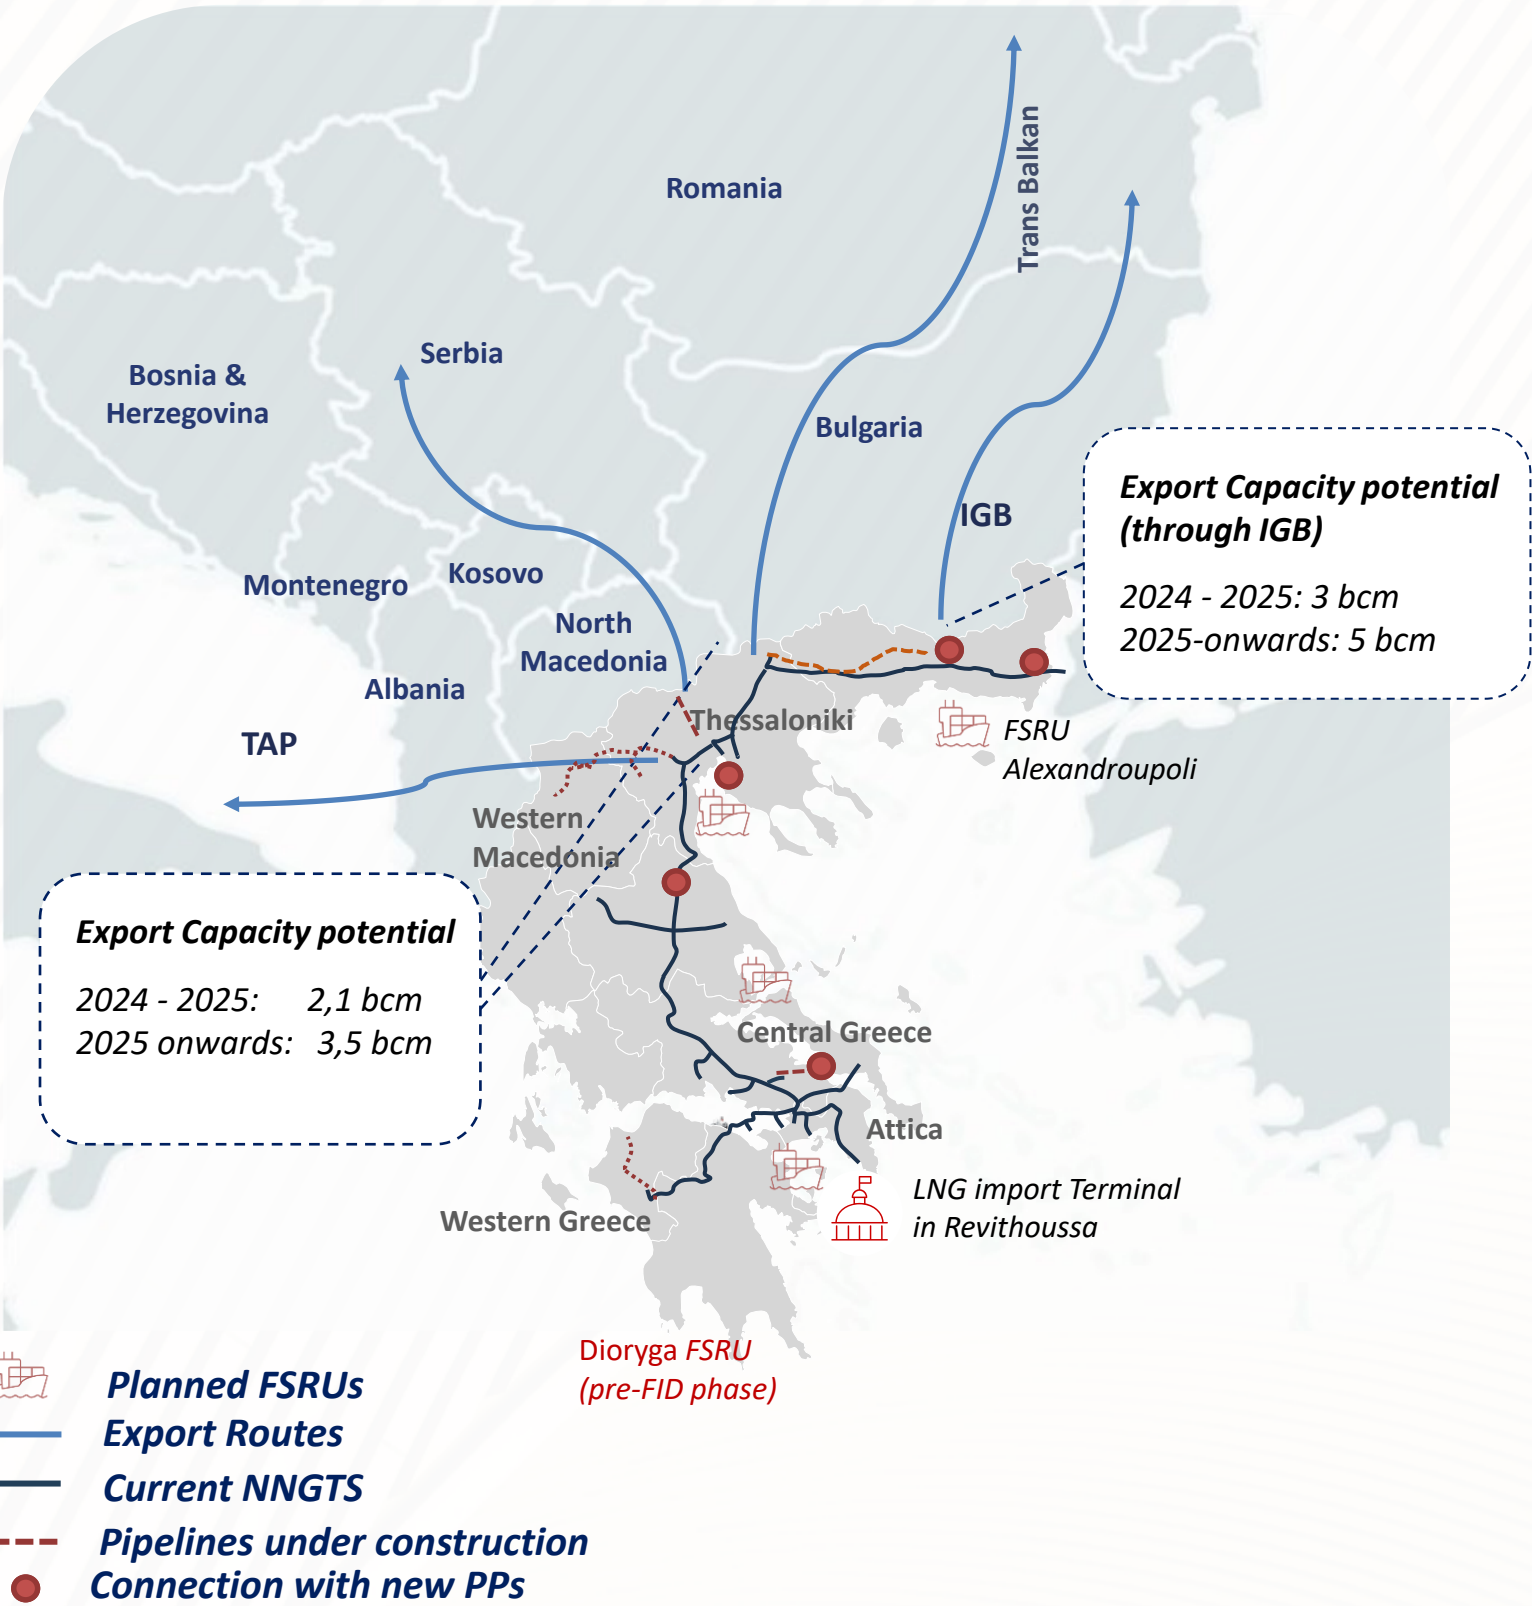 Romania
Trans Balkan
Serbia
Bosnia &
Herzegovina
Bulgaria
Export Capacity potential
(through IGB)
2024 - 2025: 3 bcm
2025-onwards: 5 bcm
IGB
Kosovo
Montenegro
North
Macedonia
Albania
Thessaloniki
TAP
FSRU
Alexandroupoli
Western
Macedonia
Export Capacity potential
2024 - 2025: 2,1 bcm
2025 onwards: 3,5 bcm
Central Greece
Attica
LNG import Terminal
in Revithoussa
Western Greece
Dioryga FSRU
(pre-FID phase)
Planned FSRUs
Export Routes
Current NNGTS
Pipelines under construction
Connection with new PPs